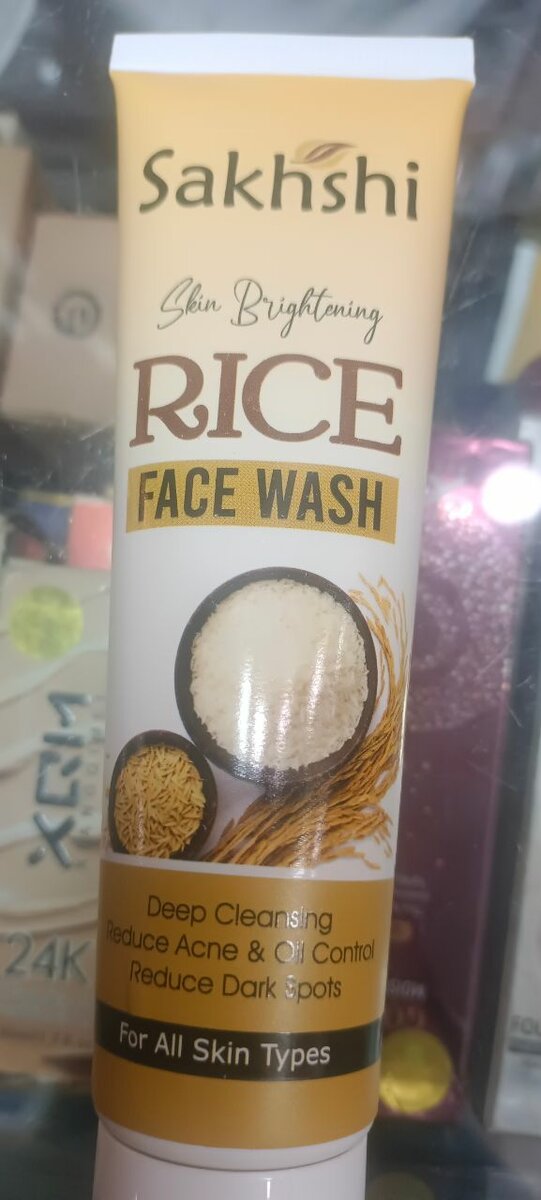 Sakhshi
Skin Brightening
RICE
FACE WASH
Deep Cleansing
Reduce Acne & Oil Control
Reduce Dark Spots
For All Skin Types
24K